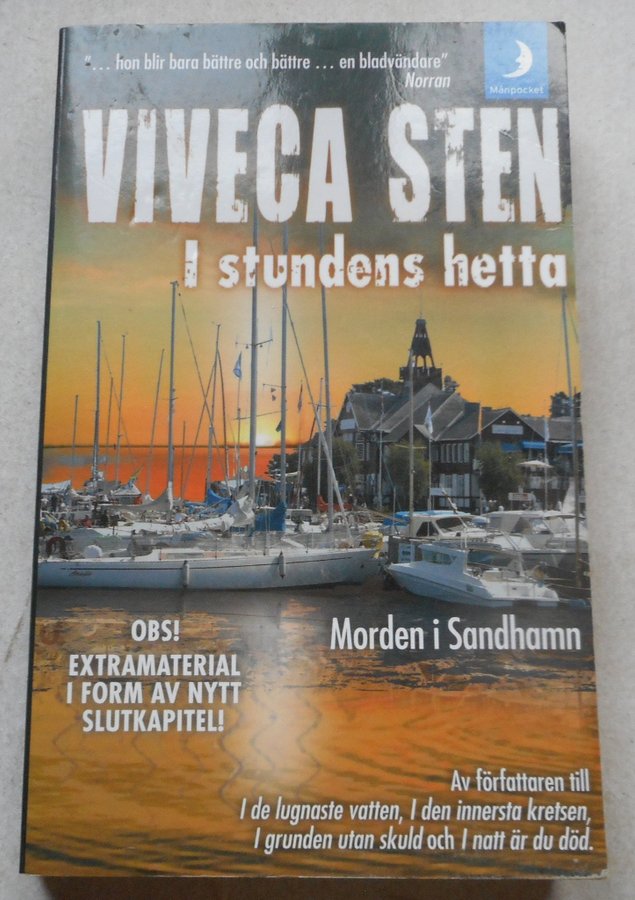 "... hon blir bara bättre och bättre ... en bladvändare"
Norran
Månpocket
VIVECA STEN
I stundens hetta
OBS!
EXTRAMATERIAL
I FORM AV NYTT
SLUTKAPITEL!
Morden i Sandhamn
Av författaren till
I de lugnaste vatten, I den innersta kretsen,
I grunden utan skuld och I natt är du död.